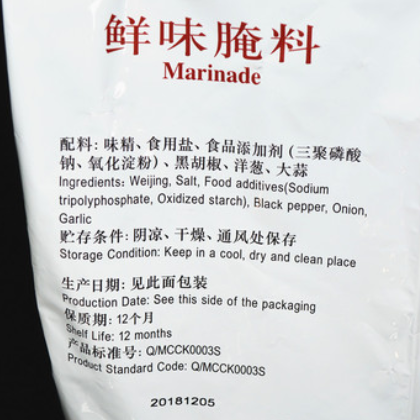 鲜味腌料
Marinade
配料: 味精、食用盐、食品添加剂 (三聚磷酸
钠、氧化淀粉)、黑胡椒、洋葱、大蒜
Ingredients: Weijing, Salt, Food additives(Sodium
tripolyphosphate, Oxidized starch), Black pepper, Onion,
Garlic
贮存条件: 阴凉、干燥、通风处保存
Storage Condition: Keep in a cool, dry and clean place
生产日期: 见此面包装
Production Date: See this side of the packaging
保质期: 12个月
Shelf Life: 12 months
产品标准号: Q/MCCK0003S
Product Standard Code: Q/MCCK0003S
20181205